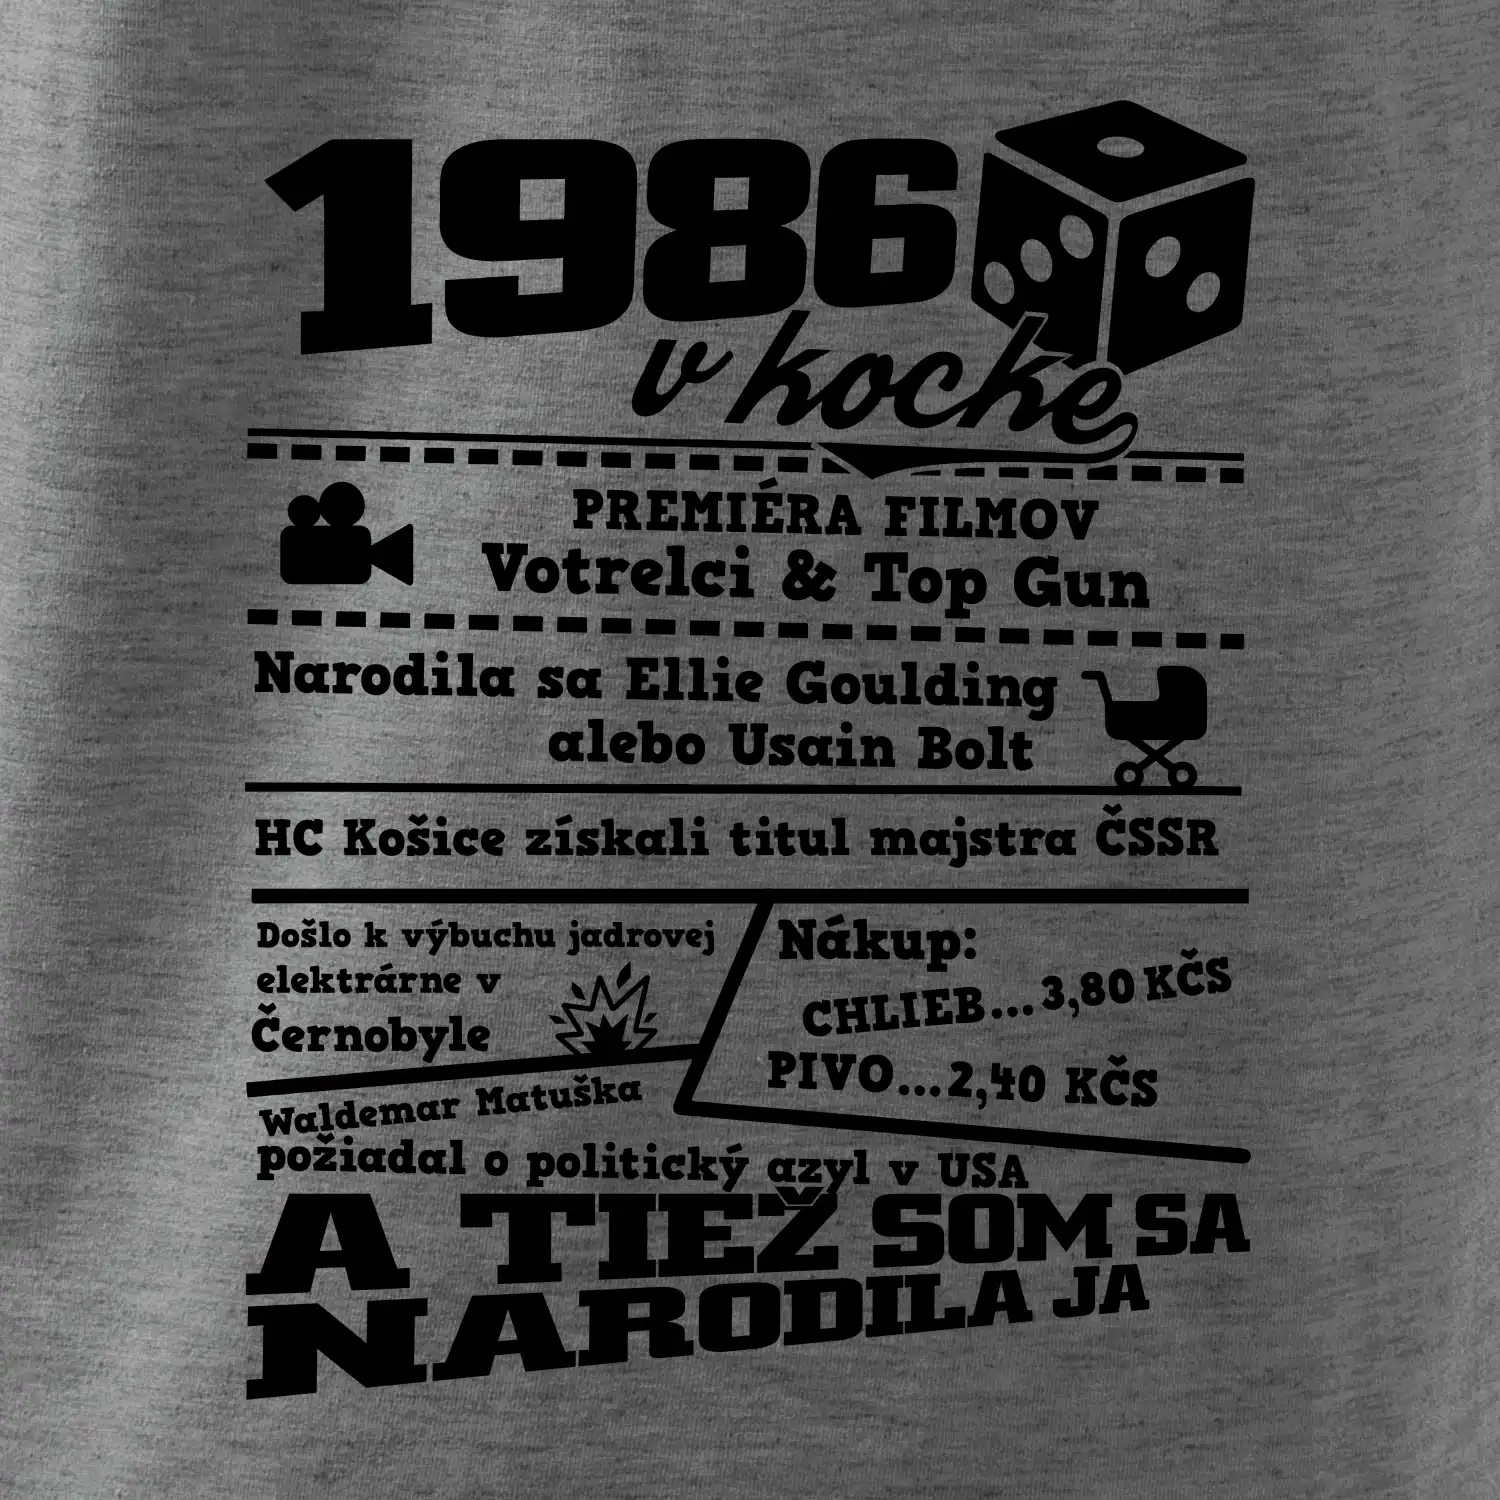 1986
v kocke
PREMIÉRA FILMOV
Votrelci & Top Gun
Narodila sa Ellie Goulding
alebo Usain Bolt
HC Košice získali titul majstra ČSSR
Došlo k výbuchu jadrovej
elektrárne v
Černobyle
Nákup:
CHLIEB...3,80 KČS
PIVO...2,40 KČS
Waldemar Matuška
požiadal o politický azyl v USA
A TIEŽ SOM SA
NARODILA JA